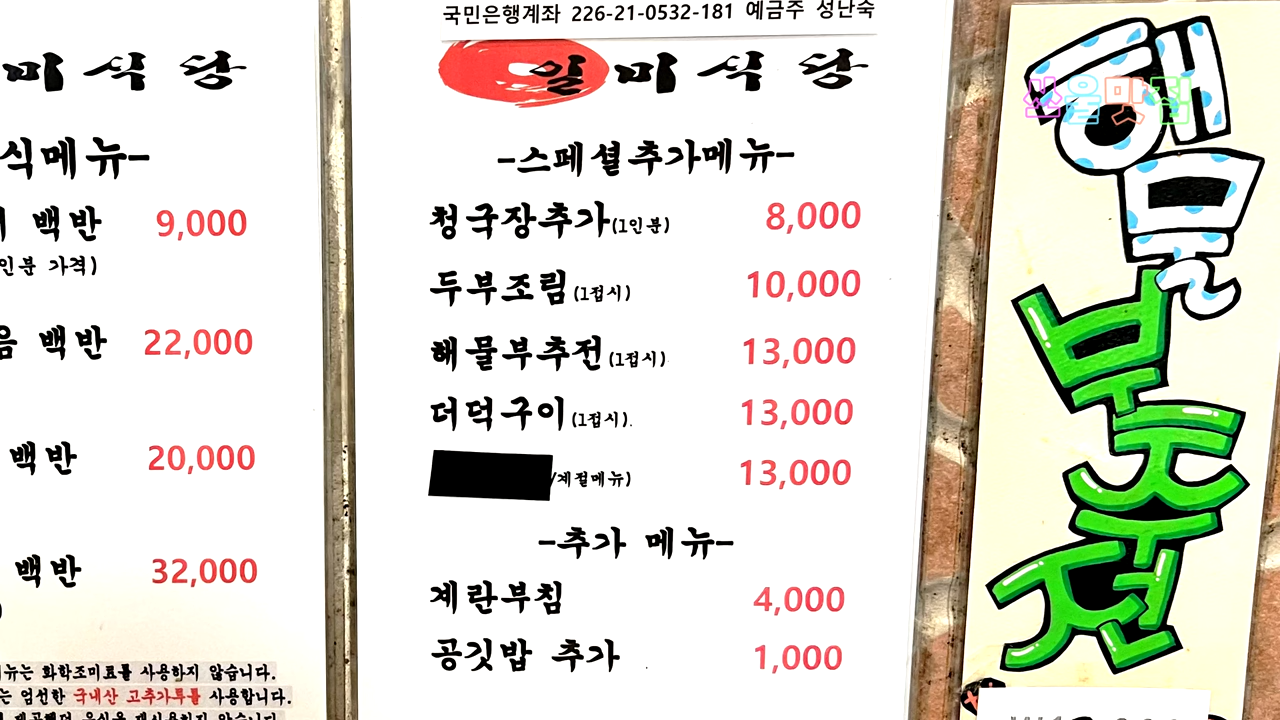 국민은행계좌 226-21-0532-181 예금주 성난숙
미식당
식메뉴-
백반 9,000
인분 가격)
백반 22,000
백반 20,000
백반 32,000
화학조미료를 사용하지 않습니다.
엄선한 국내산 고추가루를 사용합니다.
일미식당
-스페셜추가메뉴-
청국장추가(1인분) 8,000
두부조림(1접시) 10,000
해물부추전(1접시) 13,000
더덕구이(1접시). 13,000
/계절메뉴) 13,000
-추가 메뉴-
계란부침 4,000
공깃밥 추가 1,000
쏘울맛집
해물
부추전